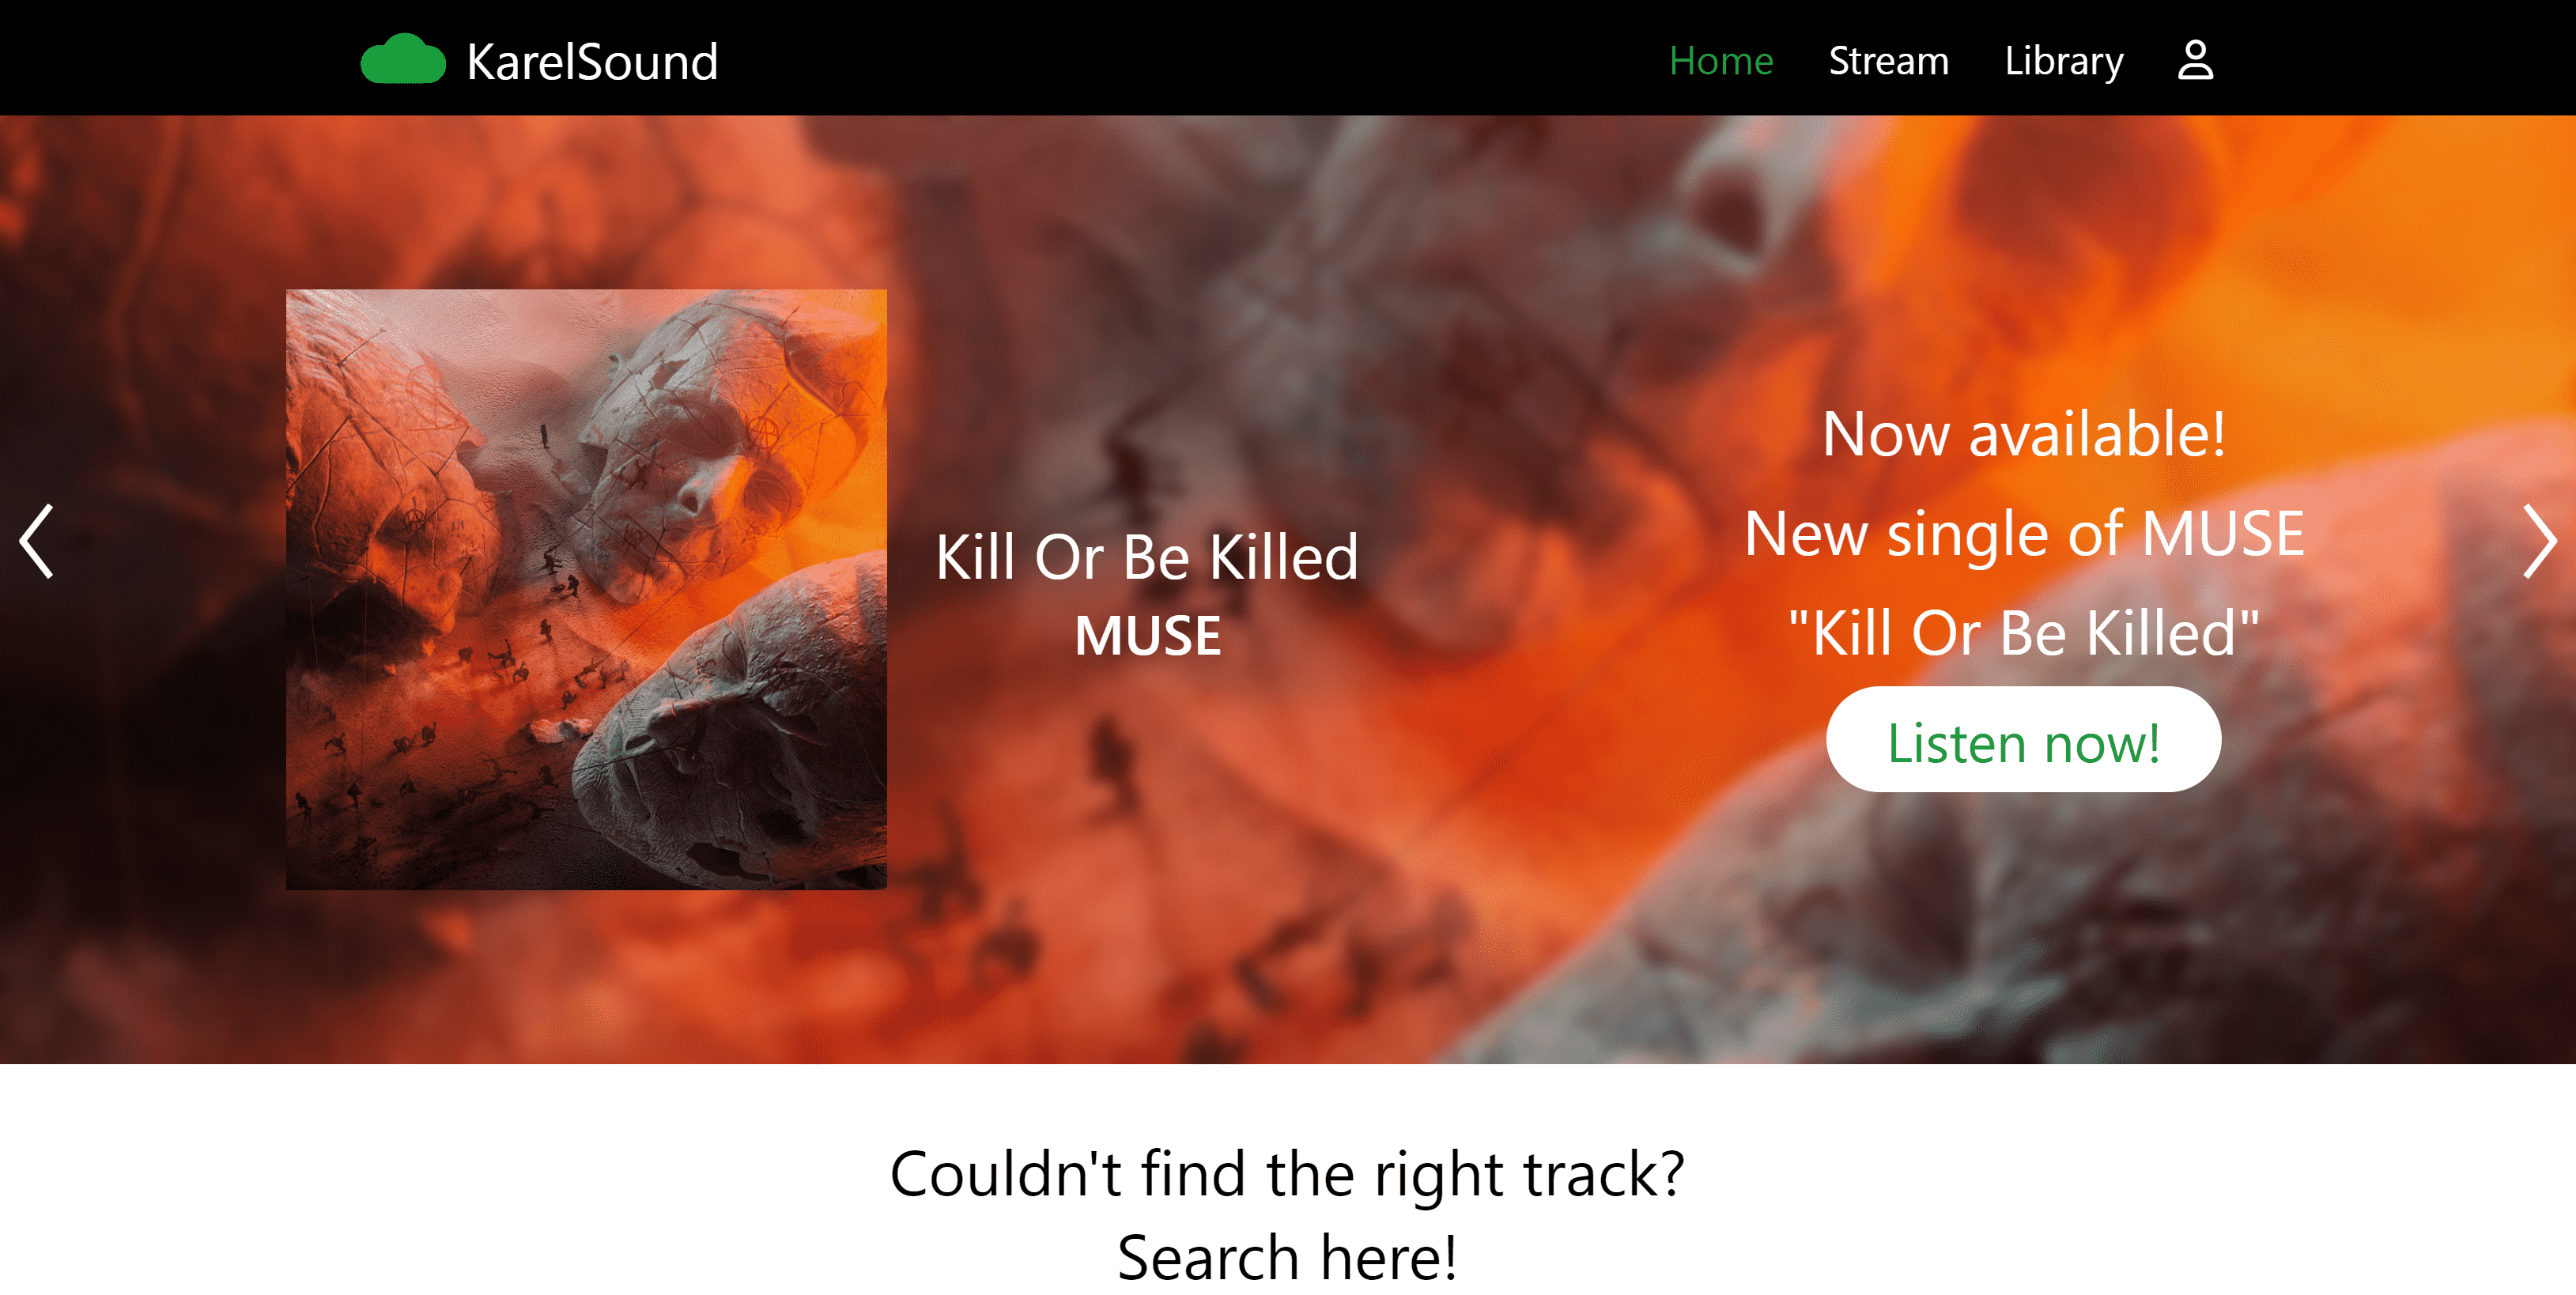 KarelSound
Home
Stream
Library
Kill Or Be Killed
MUSE
Now available!
New single of MUSE
"Kill Or Be Killed"
Listen now!
Couldn't find the right track?
Search here!